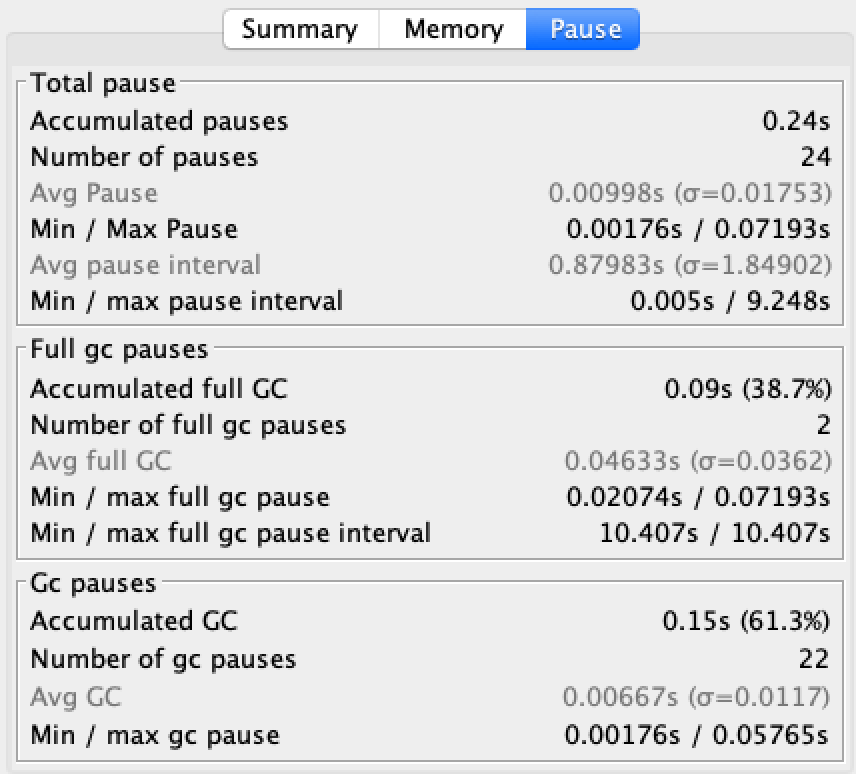 Summary Memory Pause
Total pause
Accumulated pauses 0.24s
Number of pauses 24
Avg Pause 0.00998s (σ=0.01753)
Min / Max Pause 0.00176s / 0.07193s
Avg pause interval 0.87983s (σ=1.84902)
Min / max pause interval 0.005s / 9.248s
Full gc pauses
Accumulated full GC 0.09s (38.7%)
Number of full gc pauses 2
Avg full GC 0.04633s (σ=0.0362)
Min / max full gc pause 0.02074s / 0.07193s
Min / max full gc pause interval 10.407s / 10.407s
Gc pauses
Accumulated GC 0.15s (61.3%)
Number of gc pauses 22
Avg GC 0.00667s (σ=0.0117)
Min / max gc pause 0.00176s / 0.05765s